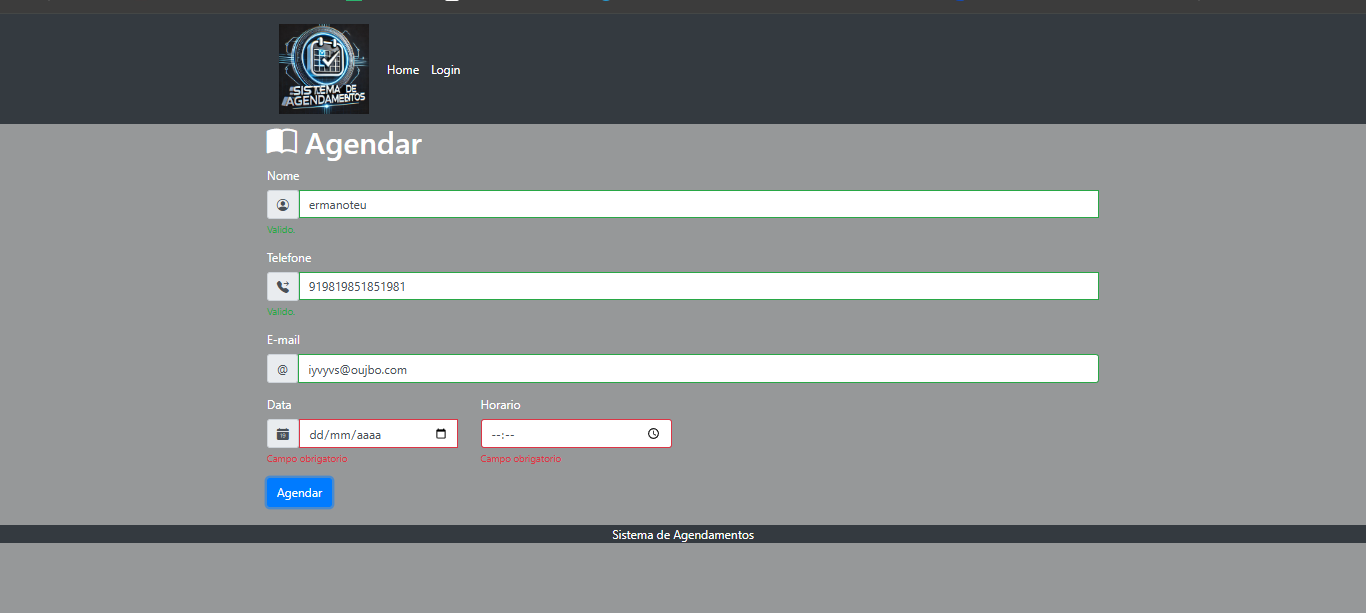 SISTEMA DE
AGENDAMENTOS
Home Login
Agendar
Nome
ermanoteu
Valido.
Telefone
919819851851981
Valido.
E-mail
@ iyvyvs@oujbo.com
Data Horario
19 dd/mm/aaaa --:--
Campo obrigatorio Campo obrigatorio
Agendar
Sistema de Agendamentos